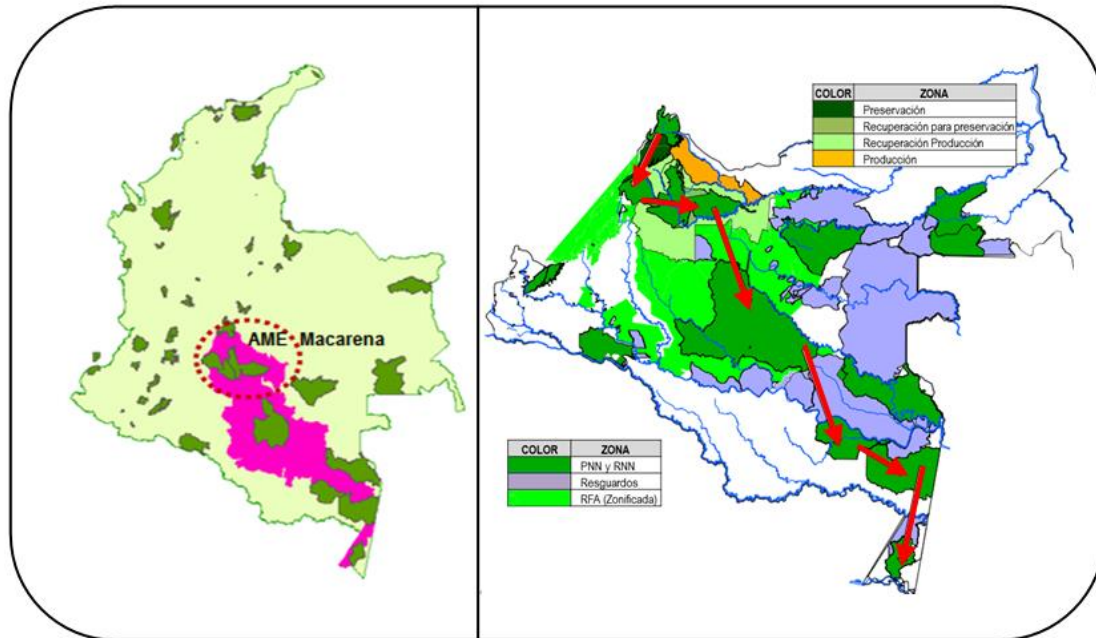 AME Macarena
COLOR ZONA
Preservación
Recuperación para preservación
Recuperación Producción
Producción
COLOR ZONA
PNN y RNN
Resguardos
RFA (Zonificada)